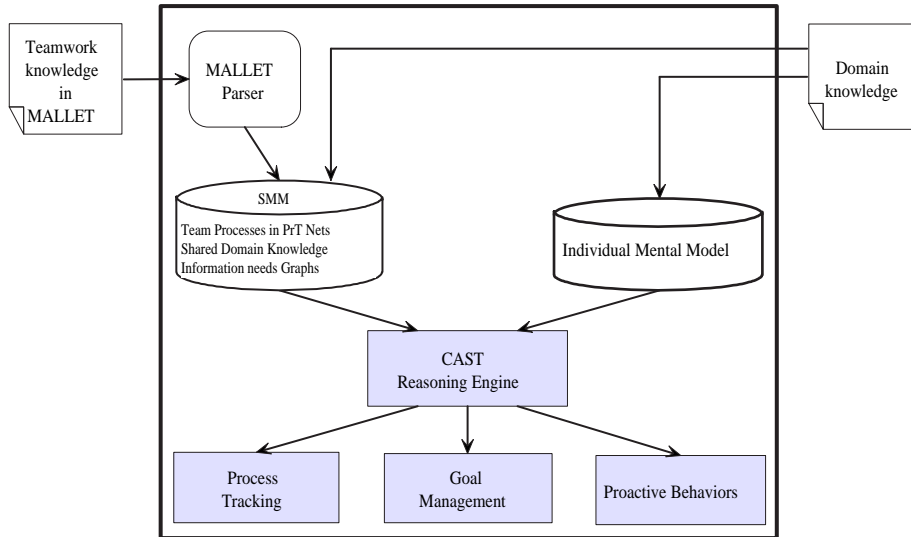 Teamwork
knowledge
in
MALLET
MALLET
Parser
Domain
knowledge
SMM
Team Processes in PrT Nets
Shared Domain Knowledge
Information needs Graphs
Individual Mental Model
CAST
Reasoning Engine
Process
Tracking
Goal
Management
Proactive Behaviors